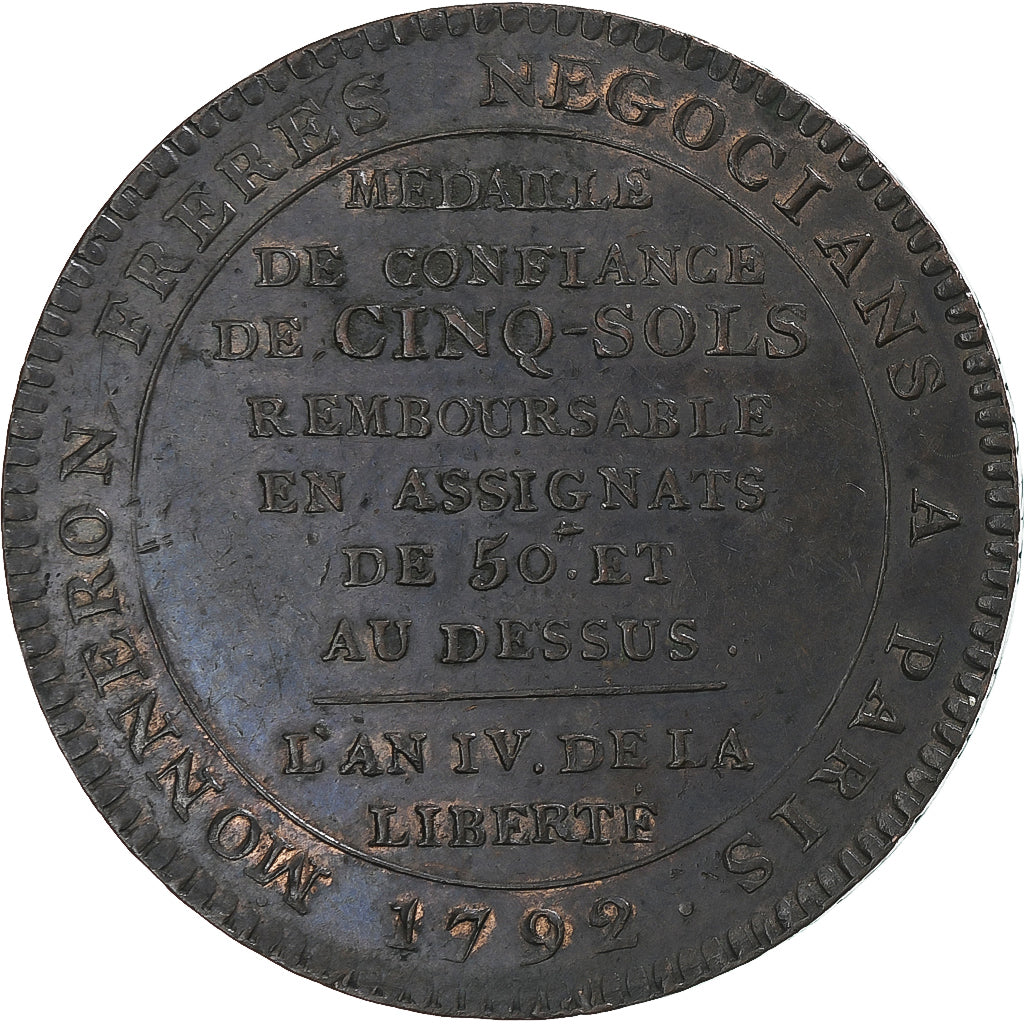 MONNERON FRERES NEGOCIANS A PARIS.
1792
MEDAILLE
DE CONFIANCE
DE CINQ-SOLS
REMBOURSABLE
EN ASSIGNATS
DE 50.# ET
AU DESSUS.
L'AN IV. DE LA
LIBERTE